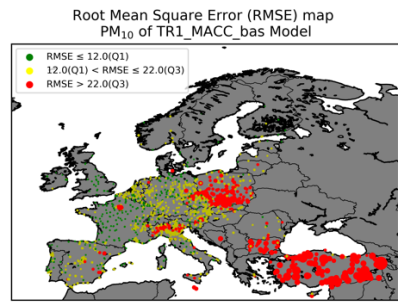 Root Mean Square Error (RMSE) map
PM₁₀ of TR1_MACC_bas Model
RMSE ≤ 12.0(Q1)
12.0(Q1) < RMSE ≤ 22.0(Q3)
RMSE > 22.0(Q3)